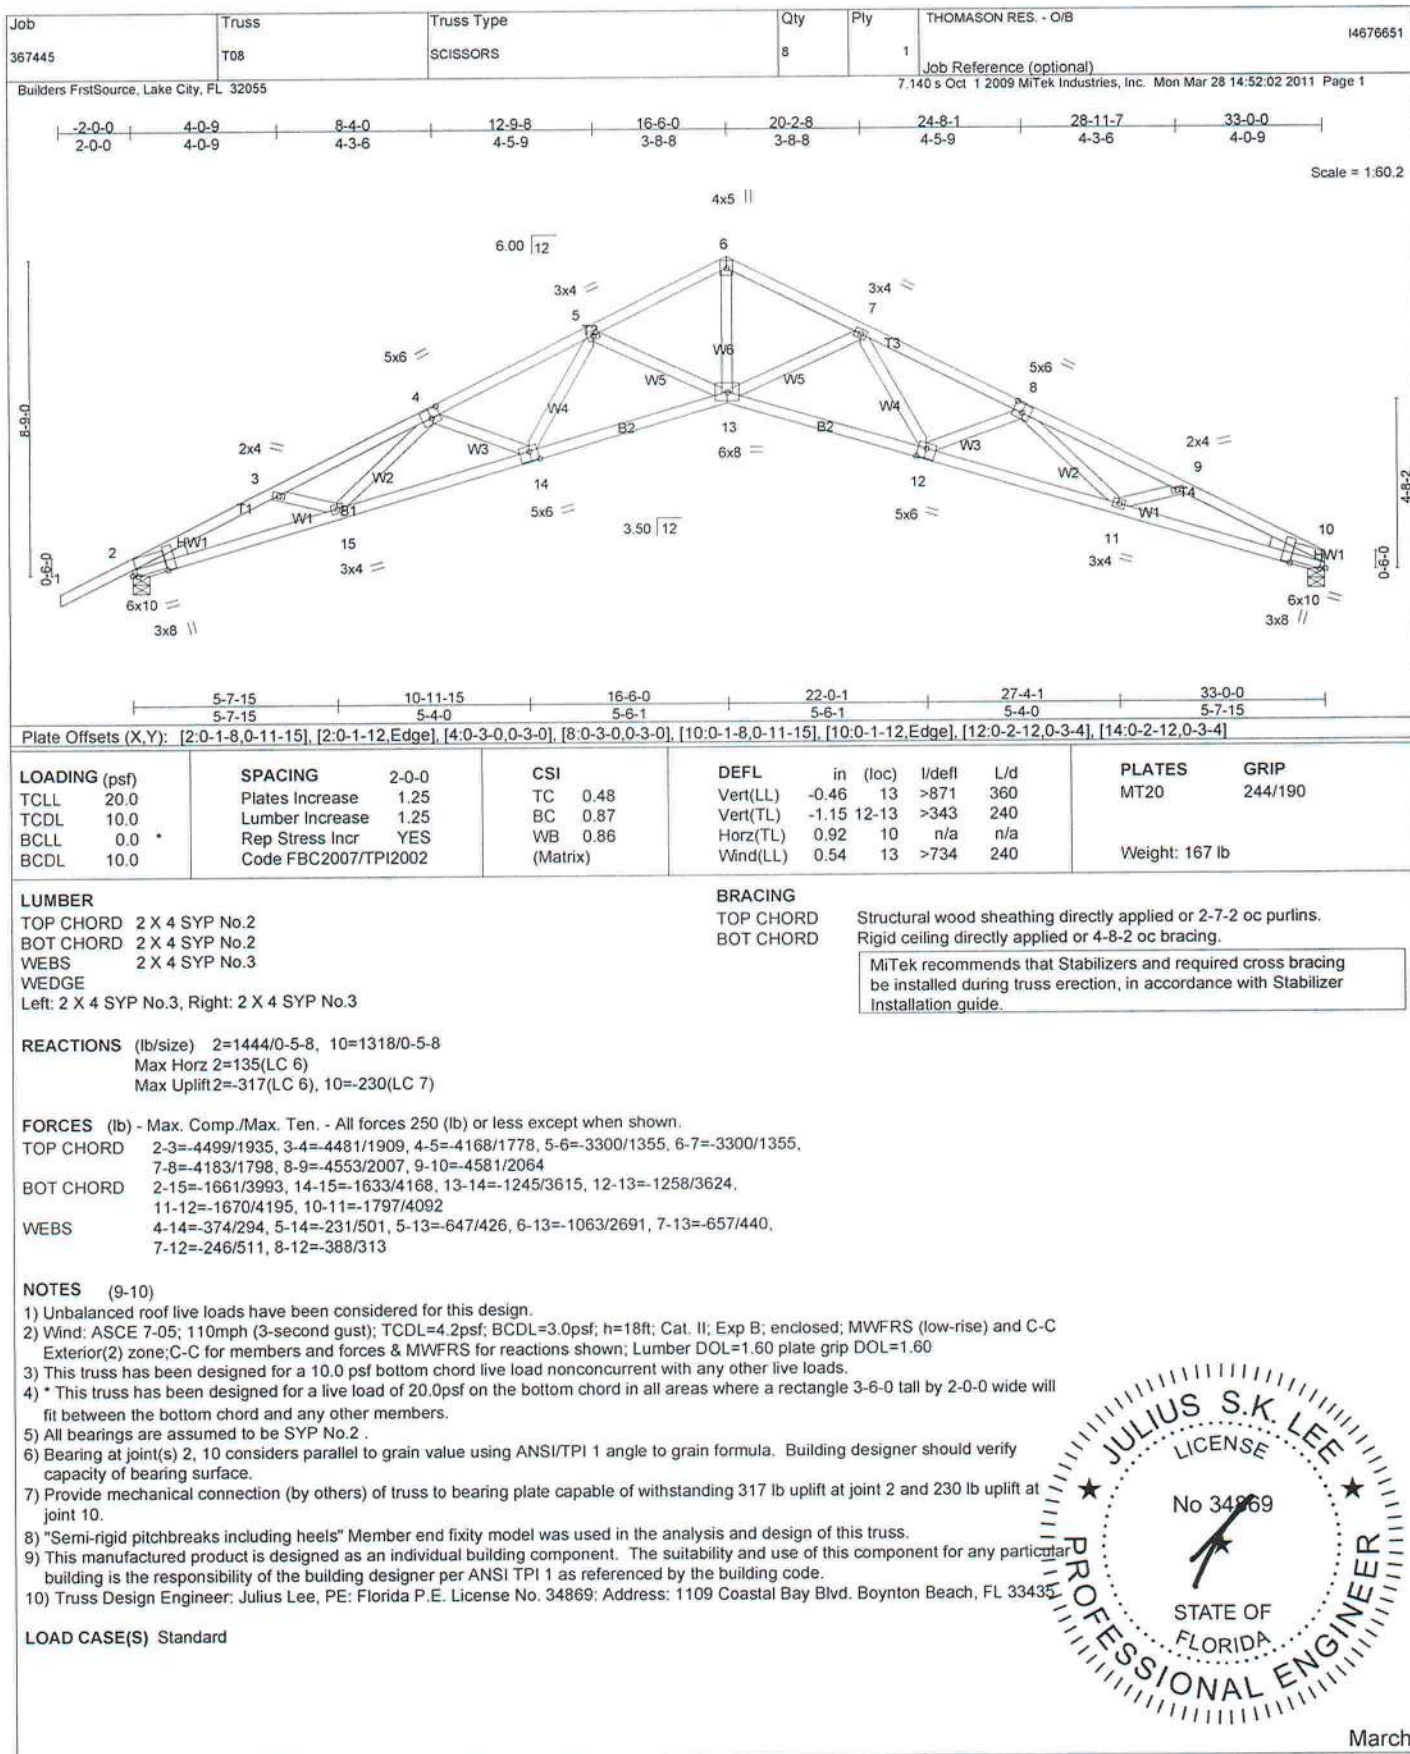 Job Truss Truss Type Qty Ply THOMASON RES. - O/B
I4676651
367445 T08 SCISSORS 8 1
Job Reference (optional)
Builders FrstSource, Lake City, FL 32055 7.140 s Oct 1 2009 MiTek Industries, Inc. Mon Mar 28 14:52:02 2011 Page 1
-2-0-0 4-0-9 8-4-0 12-9-8 16-6-0 20-2-8 24-8-1 28-11-7 33-0-0
2-0-0 4-0-9 4-3-6 4-5-9 3-8-8 3-8-8 4-5-9 4-3-6 4-0-9
Scale = 1:60.2
4x5 ||
6.00 12
6
3x4 =
3x4 =
5
7
T2
T3
5x6 =
W6
5x6 =
4
W5
W5
8
8-9-0
W4
W4
2x4 =
W3
B2
13
B2
W3
2x4 =
3
W2
6x8 =
W2
9
4-8-2
T1
14
12
T4
W1
B1
5x6 =
3.50 12
5x6 =
W1
2
HW1
15
11
10
HW1
0-6-0
1
3x4 =
3x4 =
0-6-0
6x10 =
6x10 =
3x8 \\
3x8 //
5-7-15 10-11-15 16-6-0 22-0-1 27-4-1 33-0-0
5-7-15 5-4-0 5-6-1 5-6-1 5-4-0 5-7-15
Plate Offsets (X,Y): [2:0-1-8,0-11-15], [2:0-1-12,Edge], [4:0-3-0,0-3-0], [8:0-3-0,0-3-0], [10:0-1-8,0-11-15], [10:0-1-12,Edge], [12:0-2-12,0-3-4], [14:0-2-12,0-3-4]
LOADING (psf) SPACING 2-0-0 CSI DEFL in (loc) l/defl L/d PLATES GRIP
TCLL 20.0 Plates Increase 1.25 TC 0.48 Vert(LL) -0.46 13 >871 360 MT20 244/190
TCDL 10.0 Lumber Increase 1.25 BC 0.87 Vert(TL) -1.15 12-13 >343 240
BCLL 0.0 * Rep Stress Incr YES WB 0.86 Horz(TL) 0.92 10 n/a n/a
BCDL 10.0 Code FBC2007/TPI2002 (Matrix) Wind(LL) 0.54 13 >734 240 Weight: 167 lb
LUMBER
TOP CHORD 2 X 4 SYP No.2
BOT CHORD 2 X 4 SYP No.2
WEBS 2 X 4 SYP No.3
WEDGE
Left: 2 X 4 SYP No.3, Right: 2 X 4 SYP No.3
BRACING
TOP CHORD Structural wood sheathing directly applied or 2-7-2 oc purlins.
BOT CHORD Rigid ceiling directly applied or 4-8-2 oc bracing.
MiTek recommends that Stabilizers and required cross bracing
be installed during truss erection, in accordance with Stabilizer
Installation guide.
REACTIONS (lb/size) 2=1444/0-5-8, 10=1318/0-5-8
Max Horz 2=135(LC 6)
Max Uplift2=-317(LC 6), 10=-230(LC 7)
FORCES (lb) - Max. Comp./Max. Ten. - All forces 250 (lb) or less except when shown.
TOP CHORD 2-3=-4499/1935, 3-4=-4481/1909, 4-5=-4168/1778, 5-6=-3300/1355, 6-7=-3300/1355,
7-8=-4183/1798, 8-9=-4553/2007, 9-10=-4581/2064
BOT CHORD 2-15=-1661/3993, 14-15=-1633/4168, 13-14=-1245/3615, 12-13=-1258/3624,
11-12=-1670/4195, 10-11=-1797/4092
WEBS 4-14=-374/294, 5-14=-231/501, 5-13=-647/426, 6-13=-1063/2691, 7-13=-657/440,
7-12=-246/511, 8-12=-388/313
NOTES (9-10)
1) Unbalanced roof live loads have been considered for this design.
2) Wind: ASCE 7-05; 110mph (3-second gust); TCDL=4.2psf; BCDL=3.0psf; h=18ft; Cat. II; Exp B; enclosed; MWFRS (low-rise) and C-C
Exterior(2) zone;C-C for members and forces & MWFRS for reactions shown; Lumber DOL=1.60 plate grip DOL=1.60
3) This truss has been designed for a 10.0 psf bottom chord live load nonconcurrent with any other live loads.
4) * This truss has been designed for a live load of 20.0psf on the bottom chord in all areas where a rectangle 3-6-0 tall by 2-0-0 wide will
fit between the bottom chord and any other members.
5) All bearings are assumed to be SYP No.2 .
6) Bearing at joint(s) 2, 10 considers parallel to grain value using ANSI/TPI 1 angle to grain formula. Building designer should verify
capacity of bearing surface.
7) Provide mechanical connection (by others) of truss to bearing plate capable of withstanding 317 lb uplift at joint 2 and 230 lb uplift at
joint 10.
8) "Semi-rigid pitchbreaks including heels" Member end fixity model was used in the analysis and design of this truss.
9) This manufactured product is designed as an individual building component. The suitability and use of this component for any particular
building is the responsibility of the building designer per ANSI TPI 1 as referenced by the building code.
10) Truss Design Engineer: Julius Lee, PE: Florida P.E. License No. 34869: Address: 1109 Coastal Bay Blvd. Boynton Beach, FL 33435
LOAD CASE(S) Standard
JULIUS S.K. LEE
LICENSE
No 34869
STATE OF
FLORIDA
PROFESSIONAL ENGINEER
March